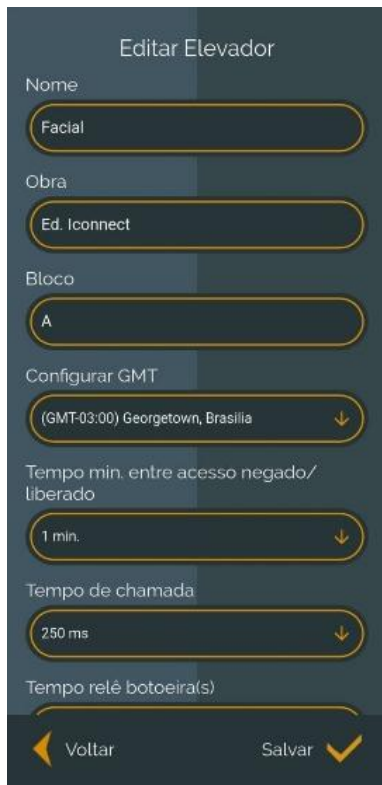 Editar Elevador
Nome
Facial
Obra
Ed. Iconnect
Bloco
A
Configurar GMT
(GMT-03:00) Georgetown, Brasilia
Tempo min. entre acesso negado/
liberado
1 min.
Tempo de chamada
250 ms
Tempo relê botoeira(s)
Voltar
Salvar